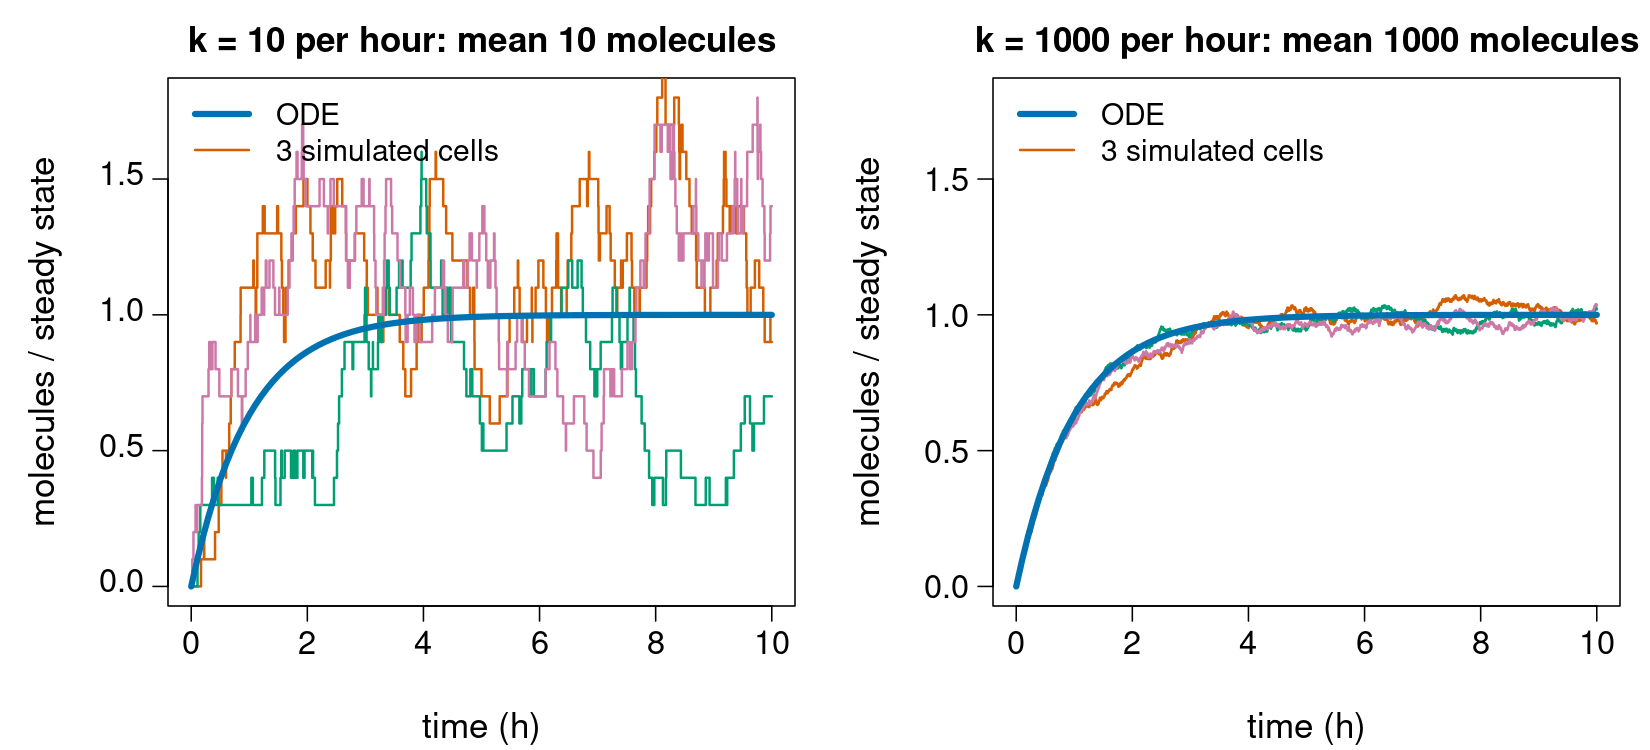 k = 10 per hour: mean 10 molecules
molecules / steady state
1.5
1.0
0.5
0.0
ODE
3 simulated cells
0 2 4 6 8 10
time (h)
k = 1000 per hour: mean 1000 molecules
molecules / steady state
1.5
1.0
0.5
0.0
ODE
3 simulated cells
0 2 4 6 8 10
time (h)